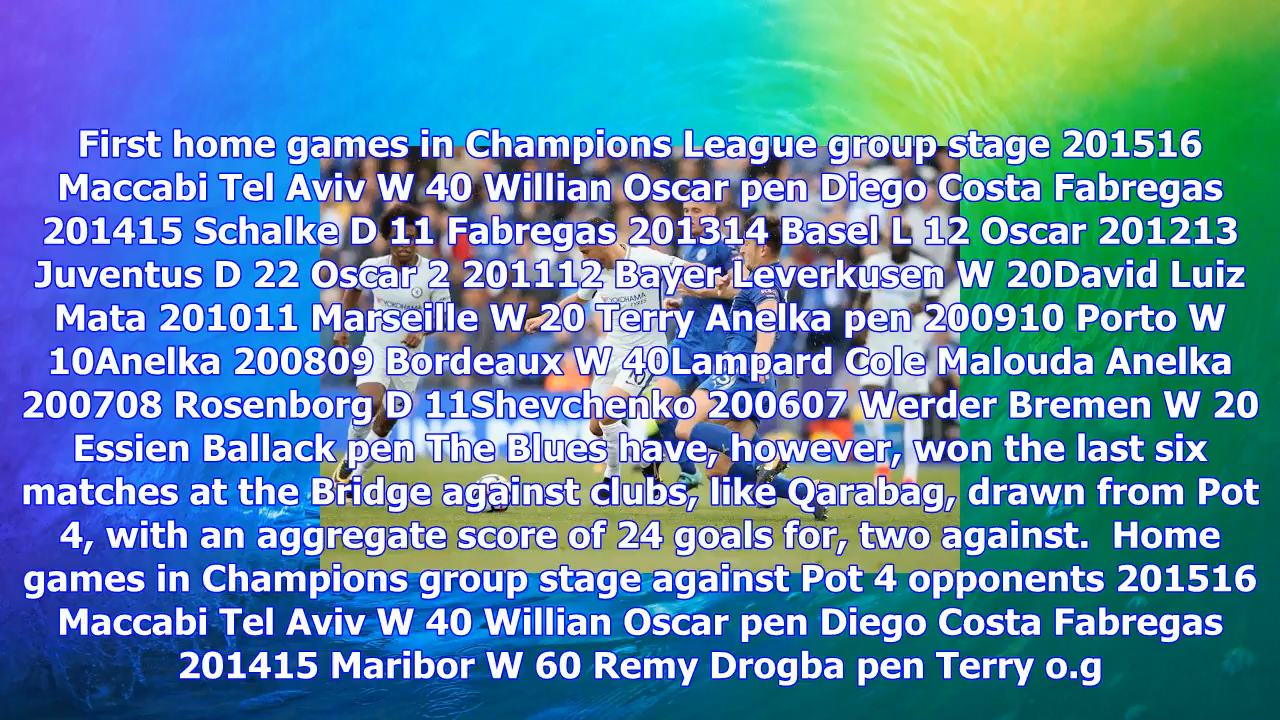 First home games in Champions League group stage 201516
Maccabi Tel Aviv W 40 Willian Oscar pen Diego Costa Fabregas
201415 Schalke D 11 Fabregas 201314 Basel L 12 Oscar 201213
Juventus D 22 Oscar 2 201112 Bayer Leverkusen W 20David Luiz
Mata 201011 Marseille W 20 Terry Anelka pen 200910 Porto W
10Anelka 200809 Bordeaux W 40Lampard Cole Malouda Anelka
200708 Rosenborg D 11Shevchenko 200607 Werder Bremen W 20
Essien Ballack pen The Blues have, however, won the last six
matches at the Bridge against clubs, like Qarabag, drawn from Pot
4, with an aggregate score of 24 goals for, two against.  Home
games in Champions group stage against Pot 4 opponents 201516
Maccabi Tel Aviv W 40 Willian Oscar pen Diego Costa Fabregas
201415 Maribor W 60 Remy Drogba pen Terry o.g
YOKOHAMA
YOKOHAMA
TYRES